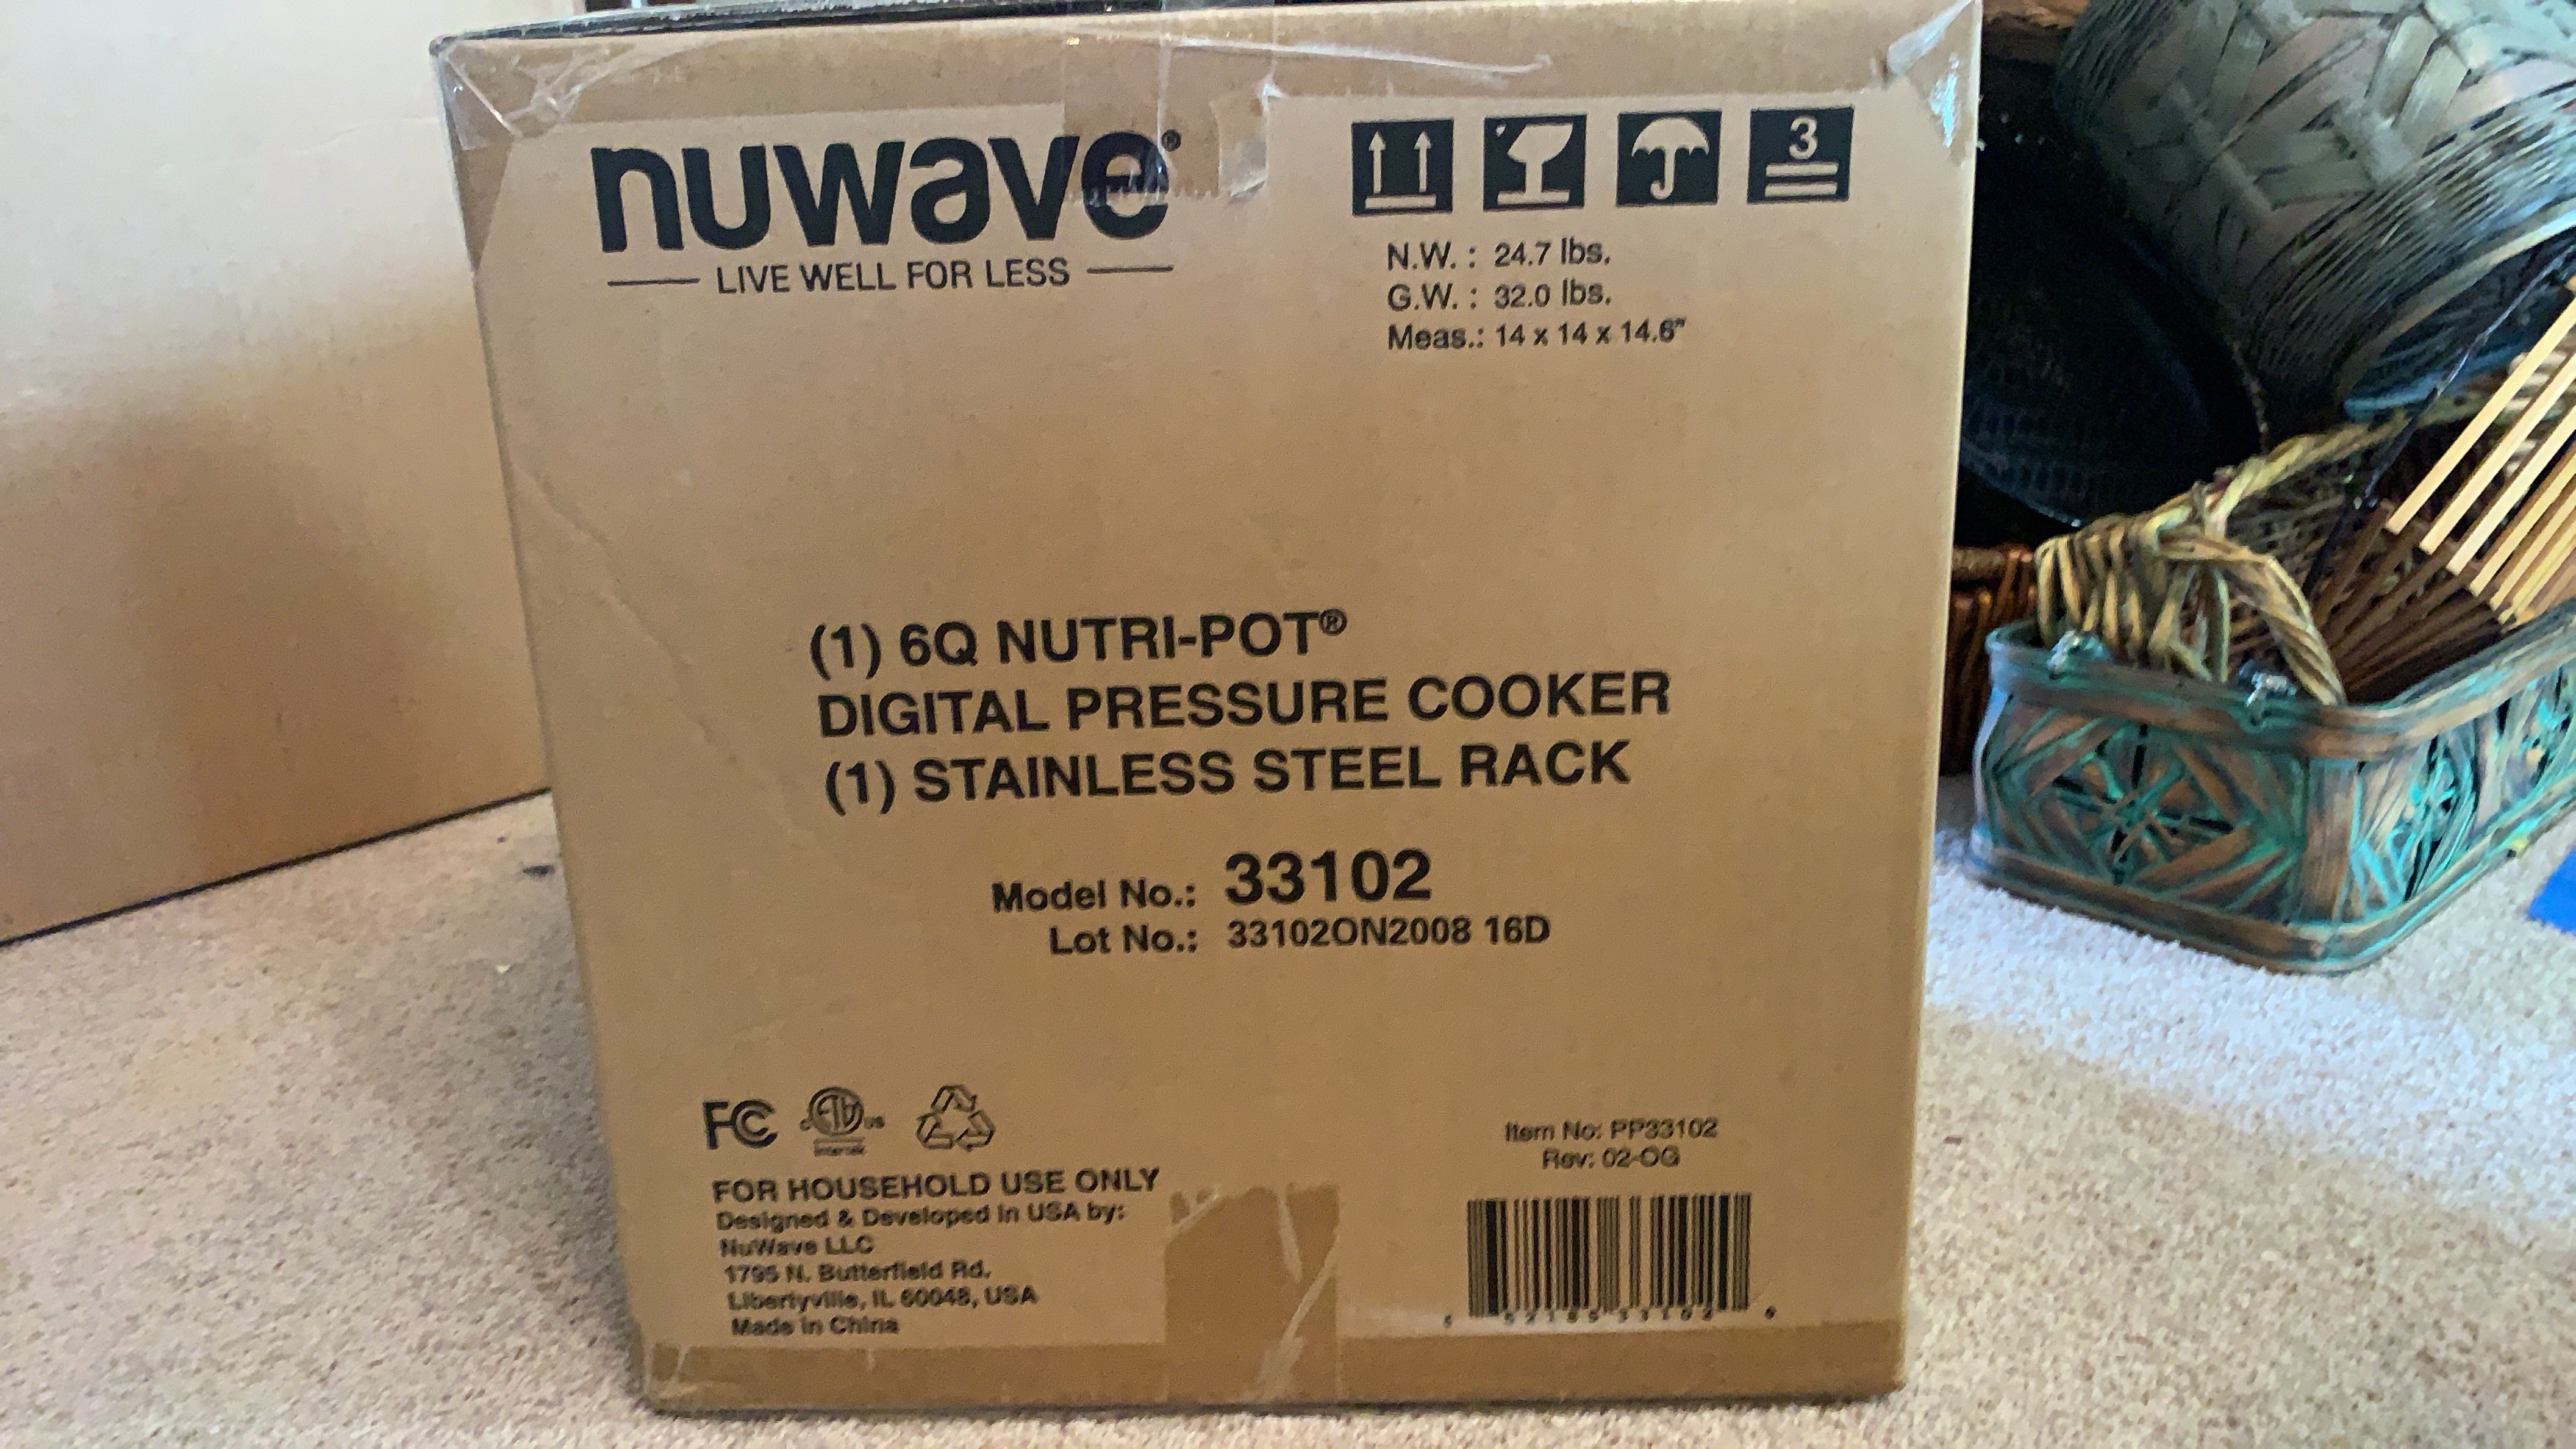 nuwave®
LIVE WELL FOR LESS
3
N.W. : 24.7 lbs.
G.W. : 32.0 lbs.
Meas.: 14 x 14 x 14.6"
(1) 6Q NUTRI-POT®
DIGITAL PRESSURE COOKER
(1) STAINLESS STEEL RACK
Model No.: 33102
Lot No.: 33102ON2008 16D
FC
Intertek
FOR HOUSEHOLD USE ONLY
Designed & Developed in USA by:
NuWave LLC
1795 N. Butterfield Rd.
Libertyville, IL 60048, USA
Made in China
Item No: PP33102
Rev: 02-OG